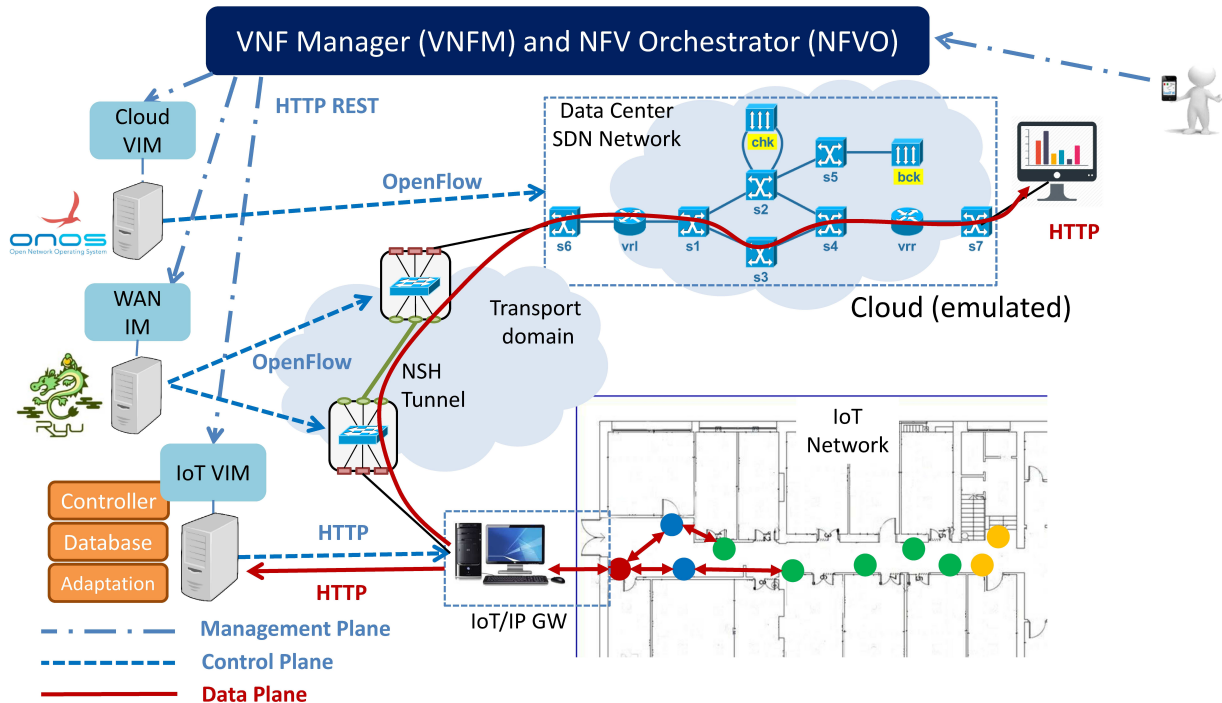 VNF Manager (VNFM) and NFV Orchestrator (NFVO)
HTTP REST
Cloud
VIM
Data Center
SDN Network
chk
s5
bck
OpenFlow
s2
s6
vrl
s1
s4
vrr
s7
s3
HTTP
onos
Open Network Operating System
WAN
IM
Transport
domain
Cloud (emulated)
OpenFlow
NSH
Tunnel
RYU
IoT
Network
IoT VIM
Controller
Database
Adaptation
HTTP
HTTP
IoT/IP GW
Management Plane
Control Plane
Data Plane